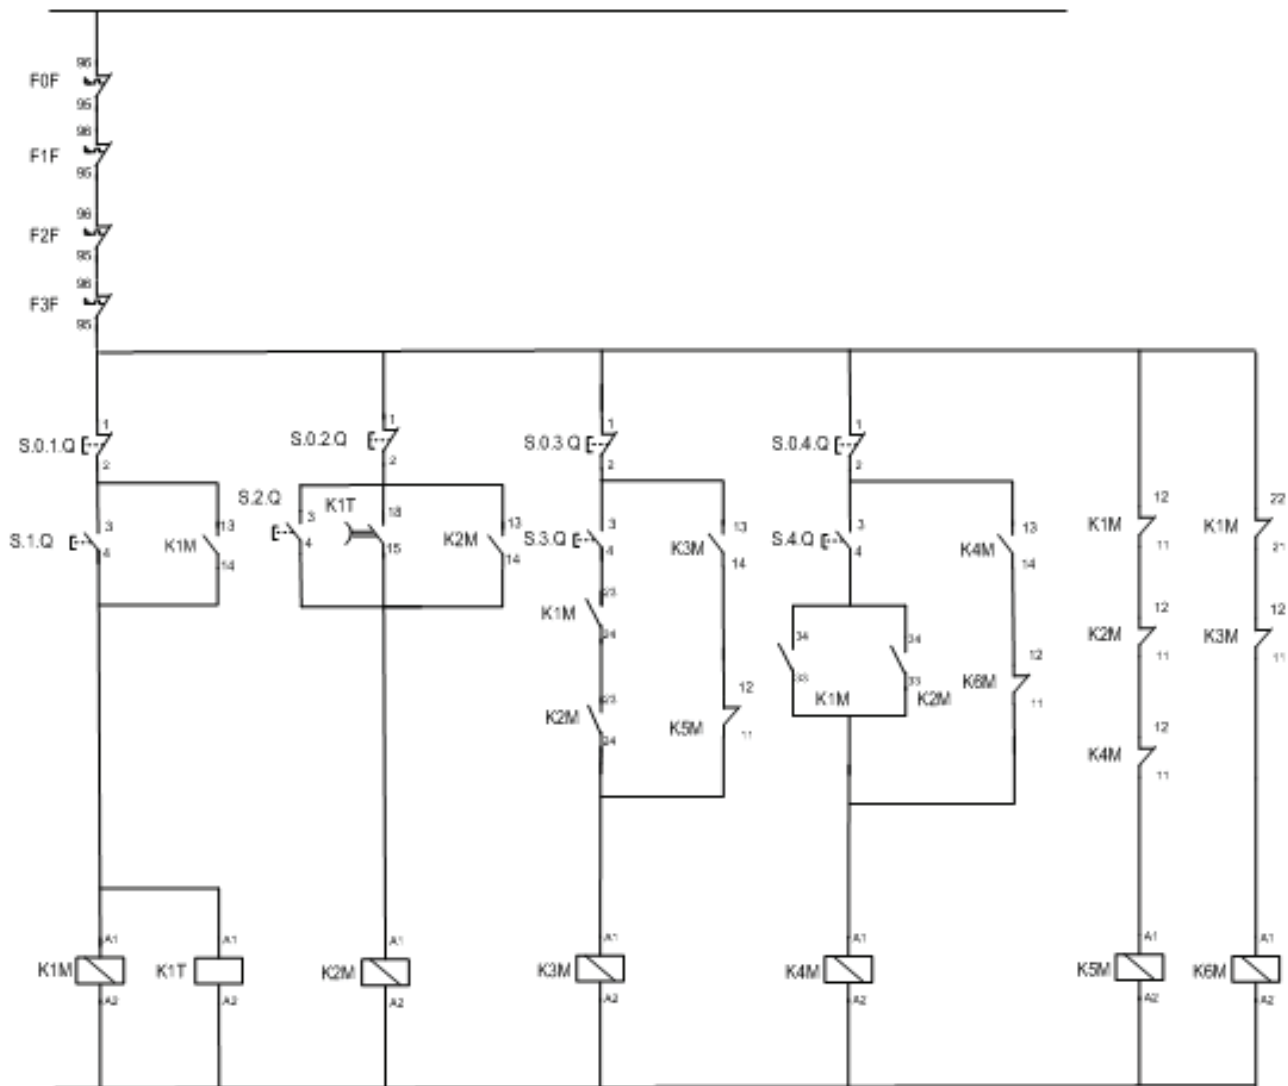 96
F0F
95
96
F1F
95
96
F2F
95
96
F3F
95
1
S.0.1.Q
2
1
S.0.2.Q
2
1
S.0.3.Q
2
1
S.0.4.Q
2
3
S.1.Q
4
13
K1M
14
S.2.Q
3
4
K1T
18
15
13
K2M
14
3
S.3.Q
4
13
K3M
14
3
S.4.Q
4
13
K4M
14
12
K1M
11
22
K1M
21
23
K1M
24
34
33
K1M
34
33
K2M
12
K6M
11
12
K2M
11
12
K3M
11
23
K2M
24
12
K5M
11
12
K4M
11
A1
K1M
A2
A1
K1T
A2
A1
K2M
A2
A1
K3M
A2
A1
K4M
A2
A1
K5M
A2
A1
K6M
A2